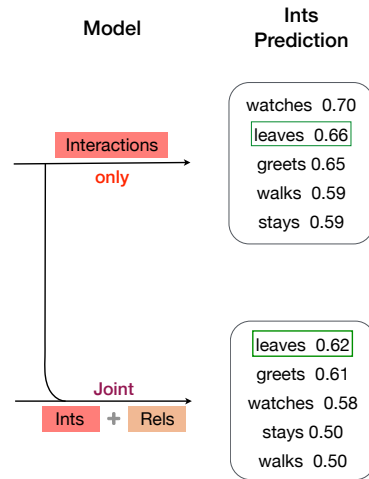 Model
Ints
Prediction
Interactions
only
watches 0.70
leaves 0.66
greets 0.65
walks 0.59
stays 0.59
Joint
Ints + Rels
leaves 0.62
greets 0.61
watches 0.58
stays 0.50
walks 0.50